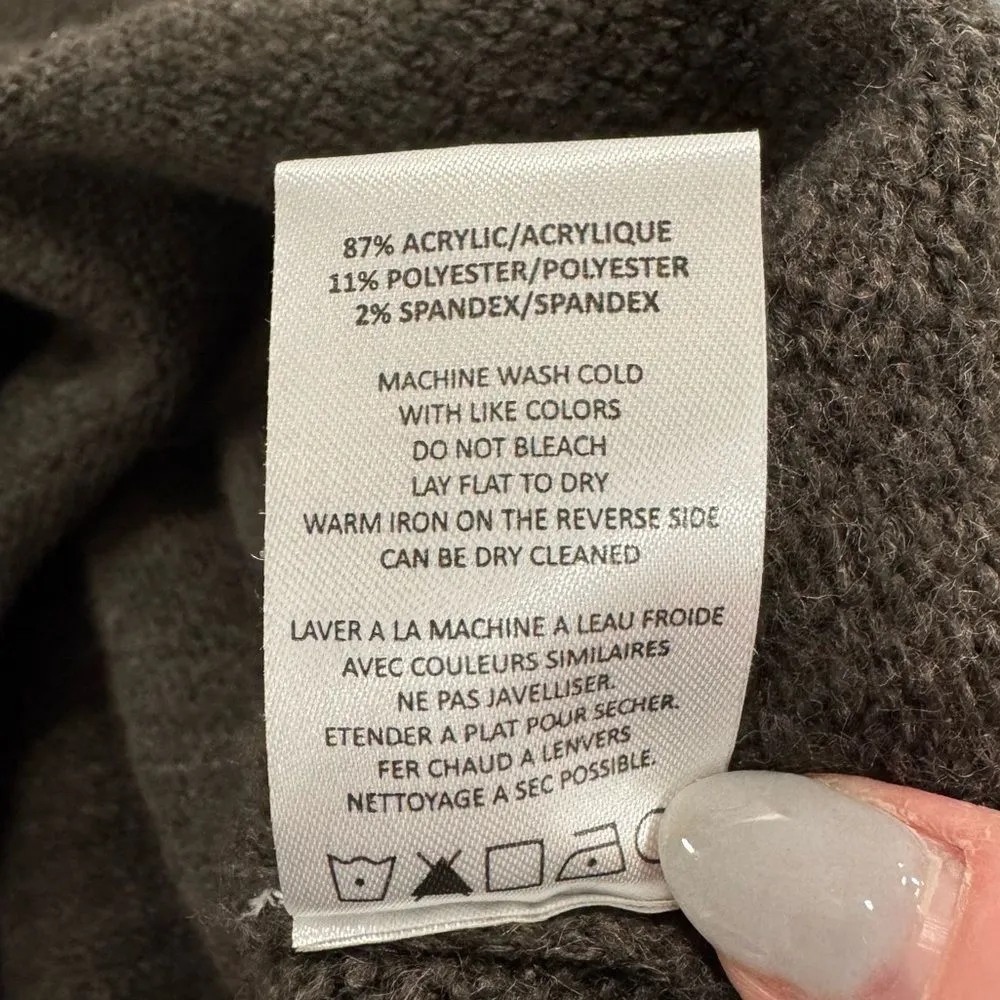 87% ACRYLIC/ACRYLIQUE
11% POLYESTER/POLYESTER
2% SPANDEX/SPANDEX
MACHINE WASH COLD
WITH LIKE COLORS
DO NOT BLEACH
LAY FLAT TO DRY
WARM IRON ON THE REVERSE SIDE
CAN BE DRY CLEANED
LAVER A LA MACHINE A LEAU FROIDE
AVEC COULEURS SIMILAIRES
NE PAS JAVELLISER.
ETENDER A PLAT POUR SECHER.
FER CHAUD A LENVERS
NETTOYAGE A SEC POSSIBLE.